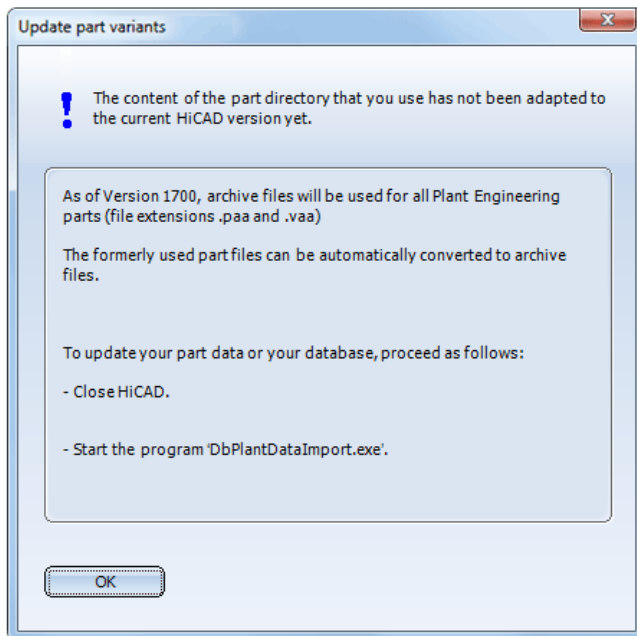 Update part variants
The content of the part directory that you use has not been adapted to
the current HiCAD version yet.
As of Version 1700, archive files will be used for all Plant Engineering
parts (file extensions .paa and .vaa)
The formerly used part files can be automatically converted to archive
files.
To update your part data or your database, proceed as follows:
- Close HiCAD.
- Start the program 'DbPlantDataImport.exe'.
OK